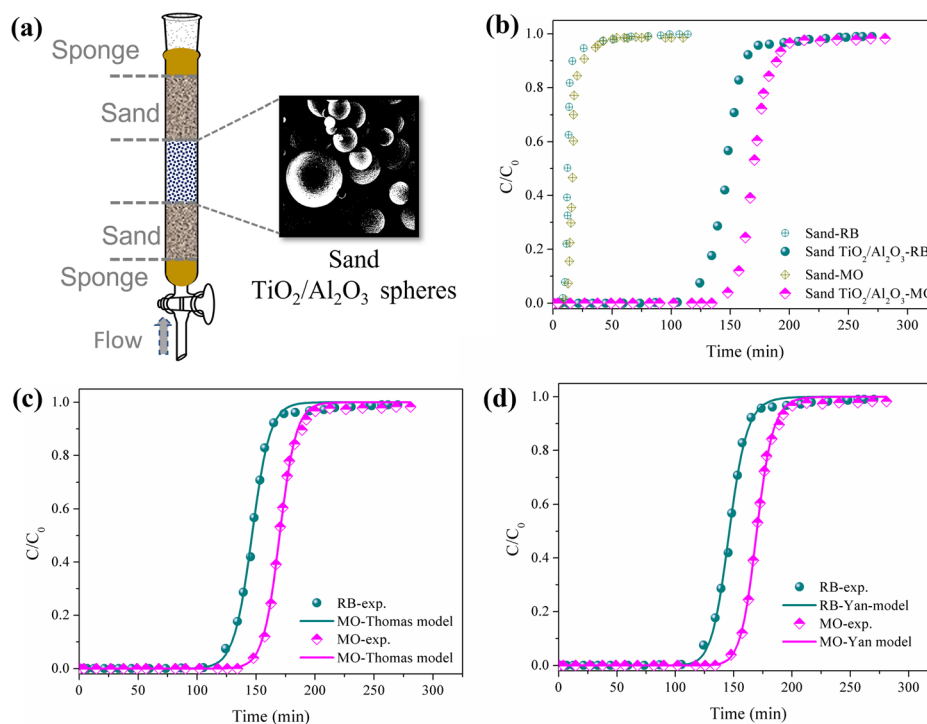 (a)
Sponge
Sand
Sand
Sponge
Flow
Sand
TiO2/Al2O3 spheres
(b)
C/C0
1.0
0.8
0.6
0.4
0.2
0.0
Sand-RB
Sand TiO2/Al2O3-RB
Sand-MO
Sand TiO2/Al2O3-MO
0 50 100 150 200 250 300
Time (min)
(c)
C/C0
1.0
0.8
0.6
0.4
0.2
0.0
RB-exp.
MO-Thomas model
MO-exp.
MO-Thomas model
0 50 100 150 200 250 300
Time (min)
(d)
C/C0
1.0
0.8
0.6
0.4
0.2
0.0
RB-exp.
RB-Yan-model
MO-exp.
MO-Yan model
0 50 100 150 200 250 300
Time (min)